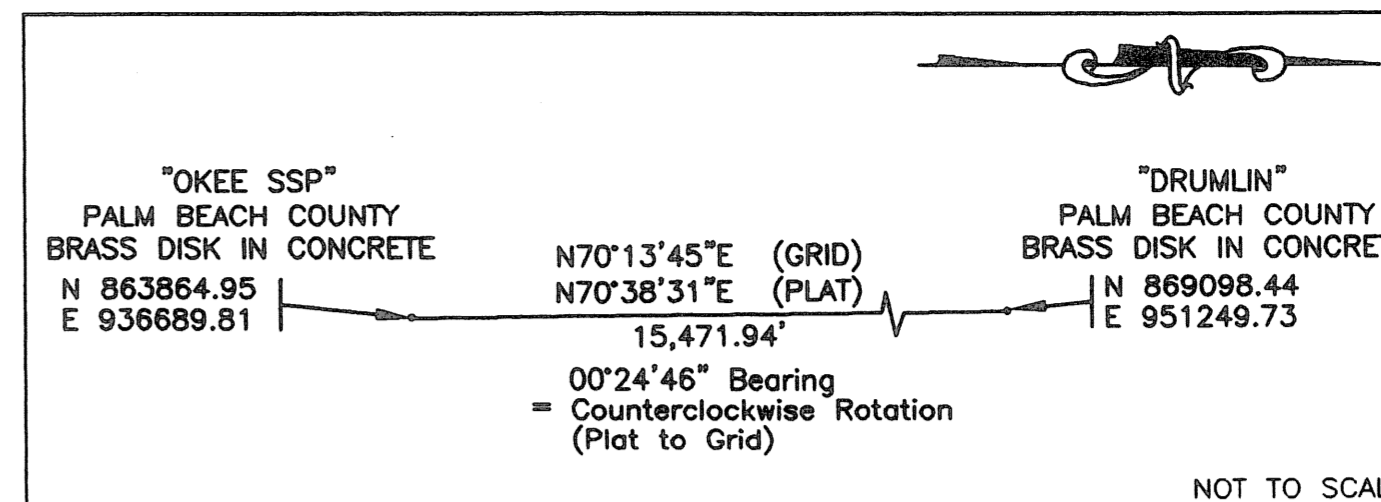 "OKEE SSP"
PALM BEACH COUNTY
BRASS DISK IN CONCRETE
N 863864.95
E 936689.81
N70°13'45"E (GRID)
N70°38'31"E (PLAT)
15,471.94'
00°24'46" Bearing
= Counterclockwise Rotation
(Plat to Grid)
"DRUMLIN"
PALM BEACH COUNTY
BRASS DISK IN CONCRET
N 869098.44
E 951249.73
NOT TO SCAL